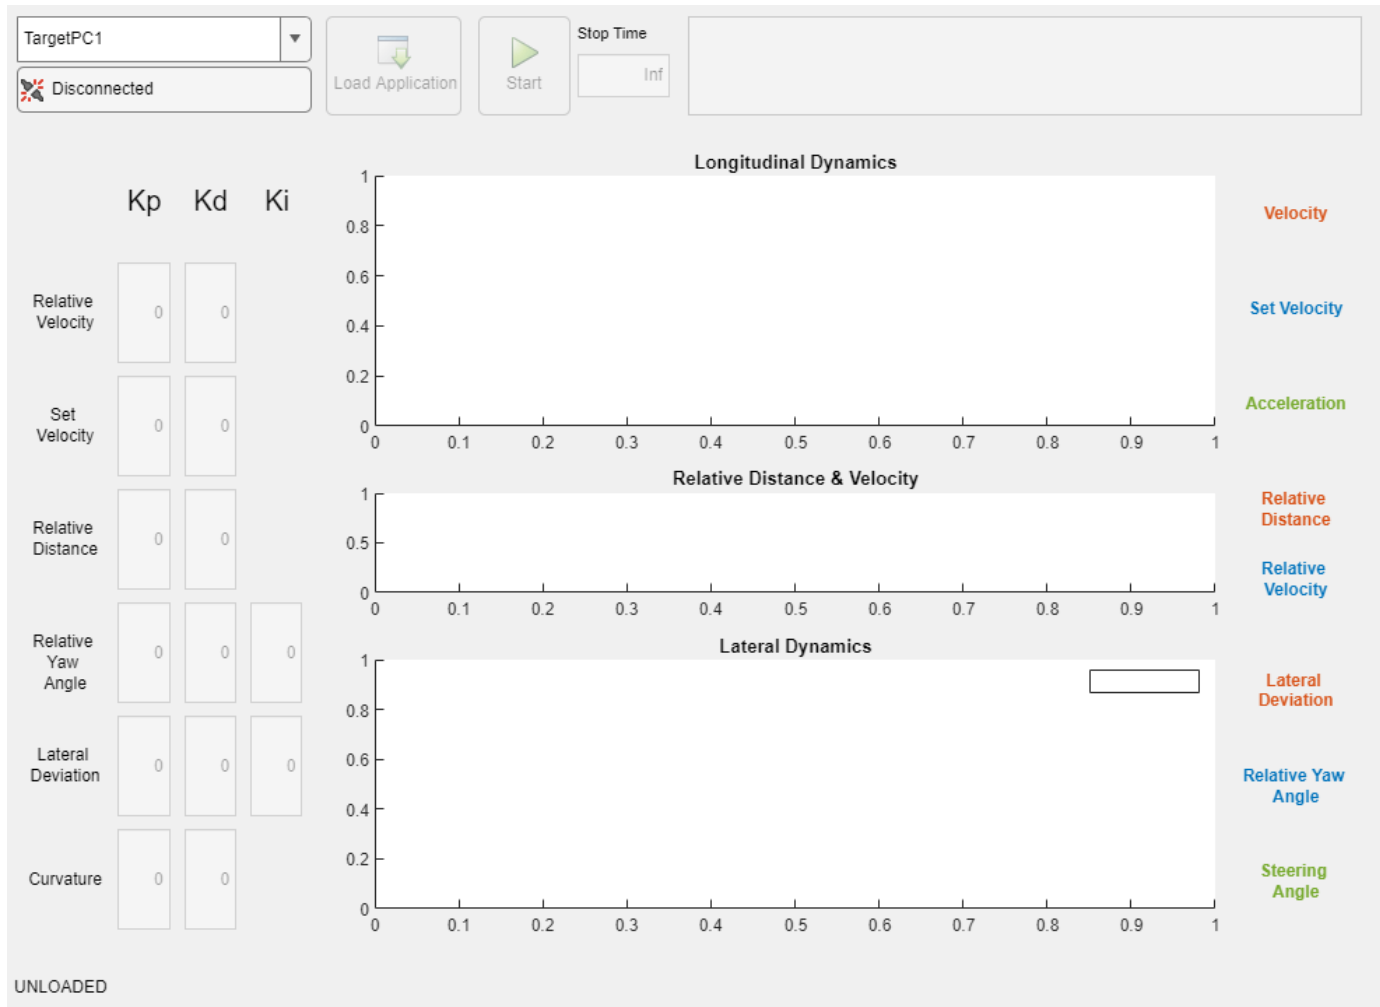 TargetPC1
Disconnected
Load Application
Start
Stop Time
Inf
Kp Kd Ki
Relative
Velocity
0 0
Set
Velocity
0 0
Relative
Distance
0 0
Relative
Yaw
Angle
0 0 0
Lateral
Deviation
0 0 0
Curvature
0 0
Longitudinal Dynamics
1
0.8
0.6
0.4
0.2
0
0 0.1 0.2 0.3 0.4 0.5 0.6 0.7 0.8 0.9 1
Velocity
Set Velocity
Acceleration
Relative Distance & Velocity
1
0.5
0
0 0.1 0.2 0.3 0.4 0.5 0.6 0.7 0.8 0.9 1
Relative
Distance
Relative
Velocity
Lateral Dynamics
1
0.8
0.6
0.4
0.2
0
0 0.1 0.2 0.3 0.4 0.5 0.6 0.7 0.8 0.9 1
Lateral
Deviation
Relative Yaw
Angle
Steering
Angle
UNLOADED